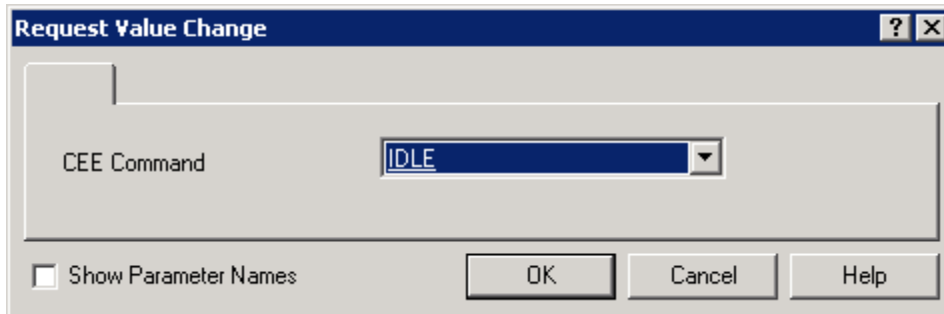 Request Value Change
CEE Command IDLE
Show Parameter Names OK Cancel Help